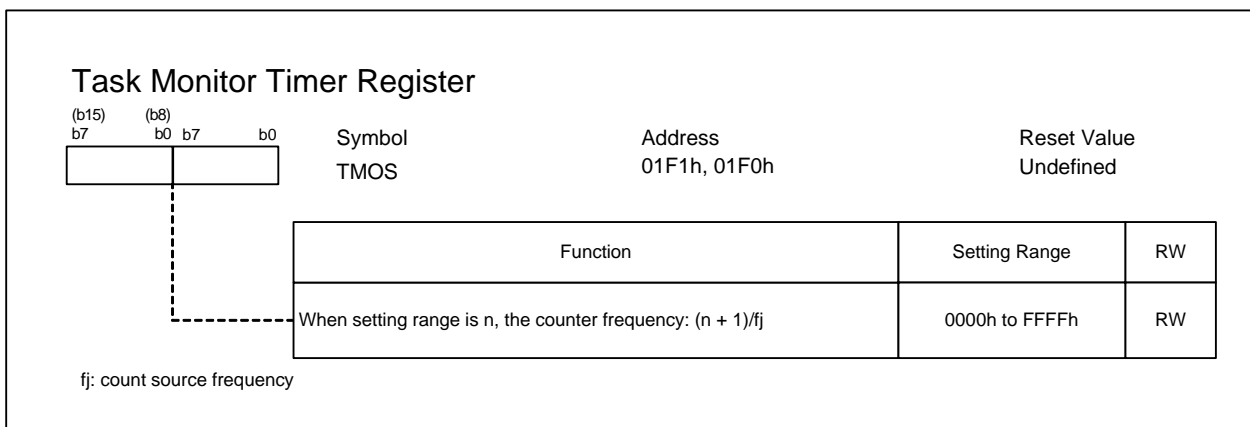 Task Monitor Timer Register
(b15) (b8)
b7 b0 b7 b0
Symbol Address Reset Value
TMOS 01F1h, 01F0h Undefined
Function Setting Range RW
When setting range is n, the counter frequency: (n + 1)/fj 0000h to FFFFh RW
fj: count source frequency